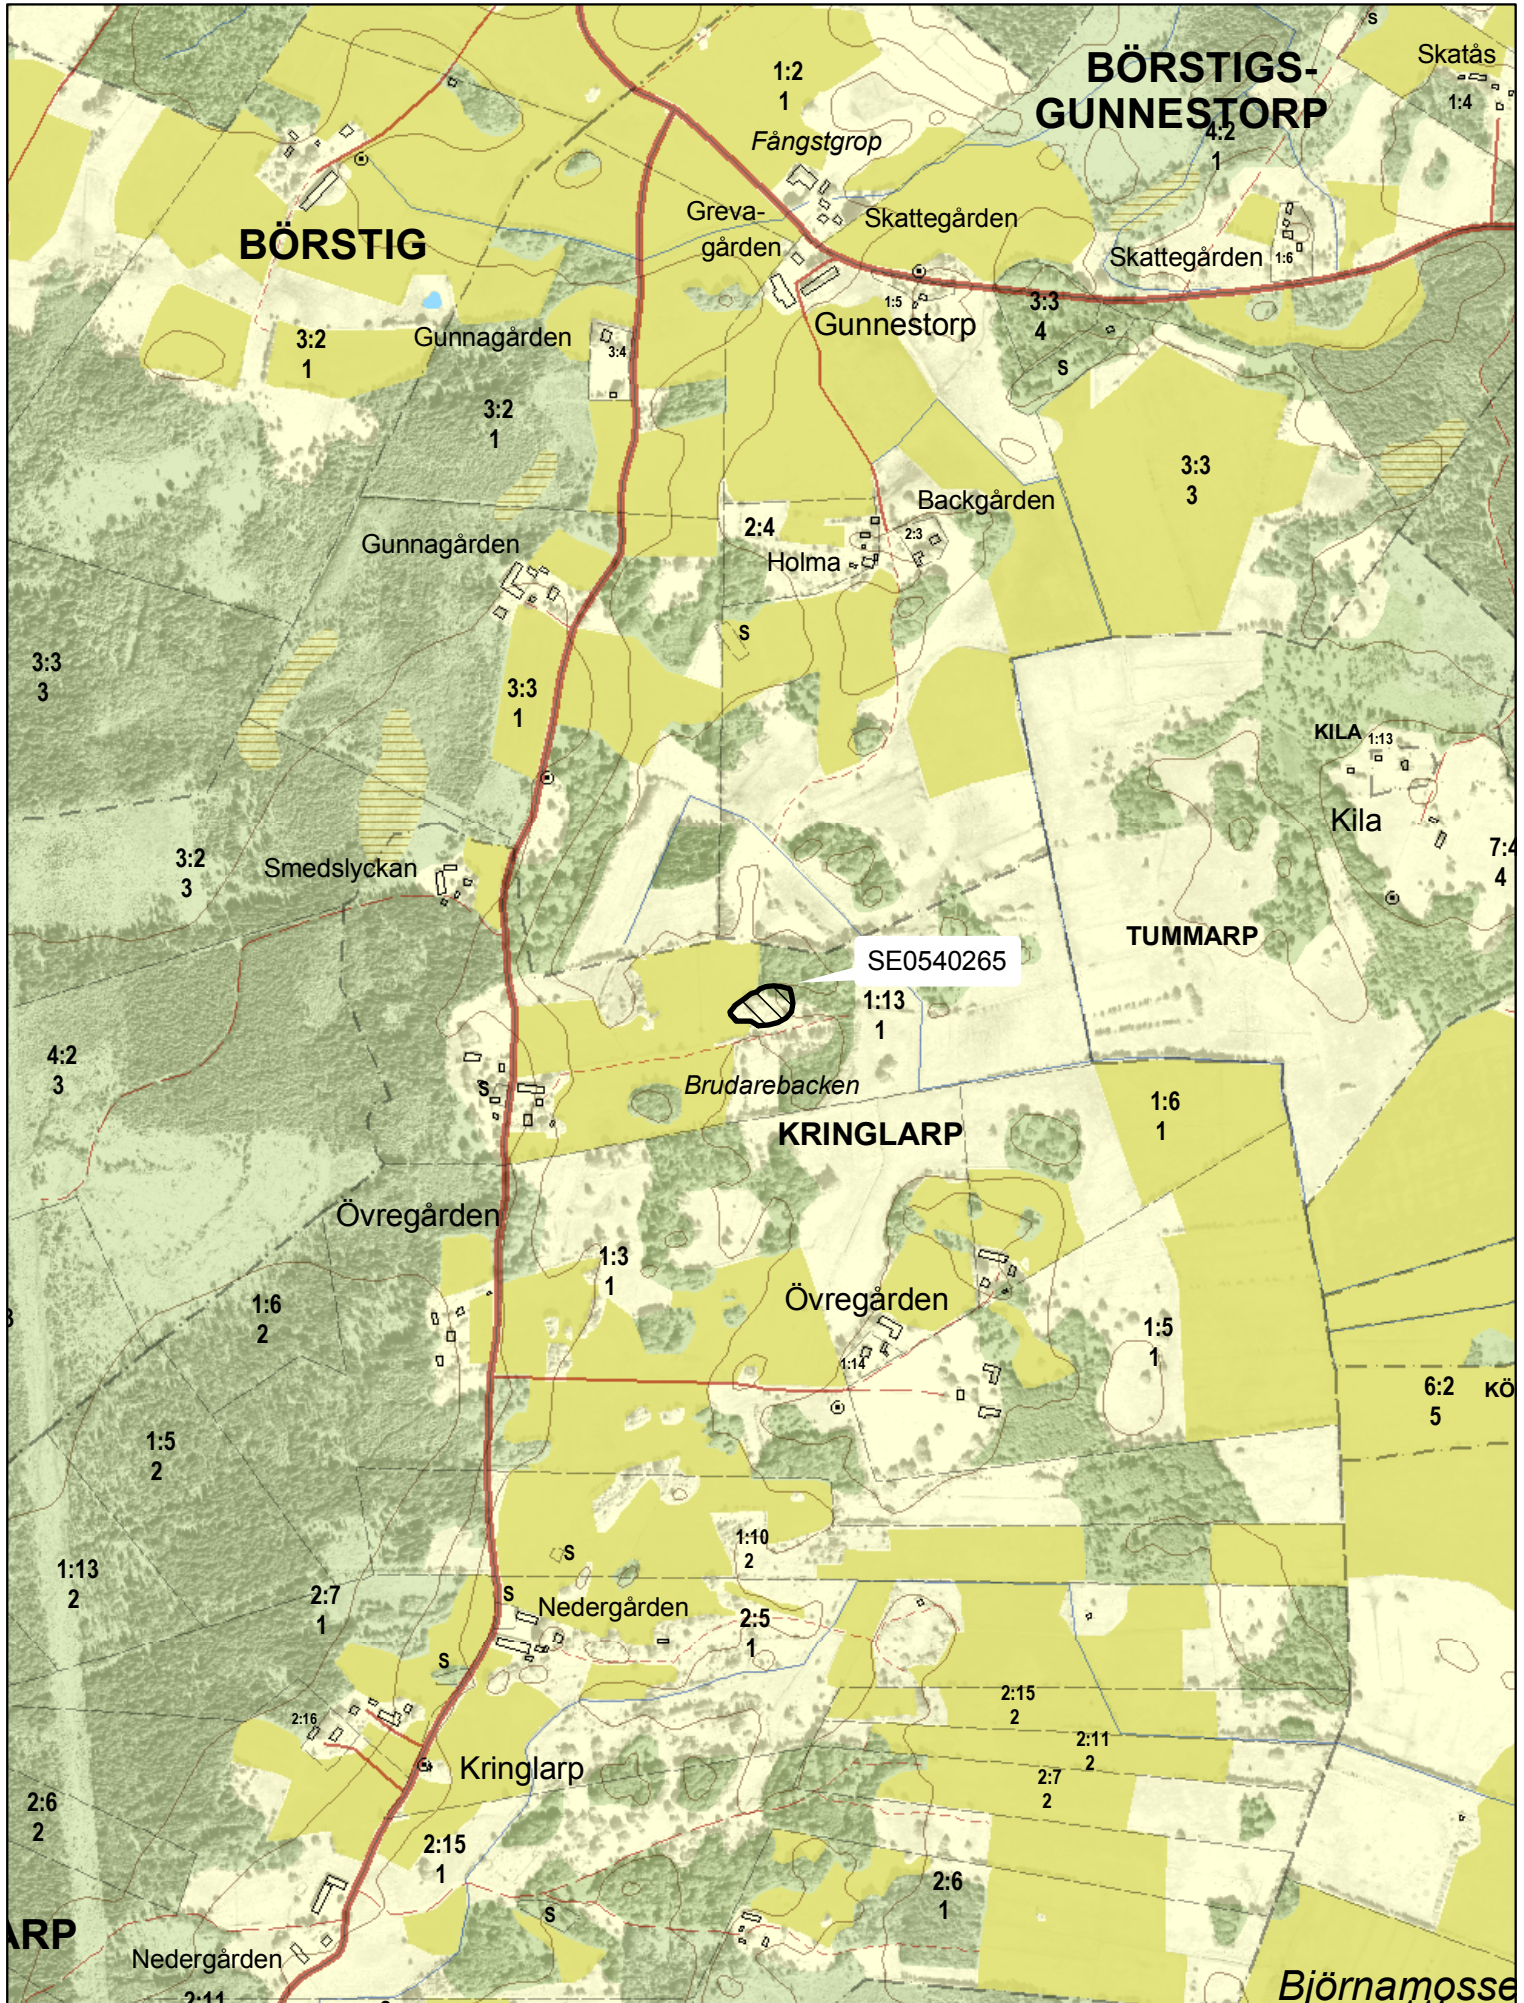 S
Skatås
BÖRSTIGS-
GUNNESTORP
1:2
1
1:4
4:2
1
Fångstgrop
Greva-
gården
Skattegården
BÖRSTIG
Skattegården
1:6
1:5
3:3
4
Gunnestorp
3:2
1
Gunnagården
3:4
S
3:2
1
3:3
3
Backgården
2:4
2:3
Gunnagården
Holma
S
3:3
3
3:3
1
KILA
1:13
Kila
3:2
3
Smedslyckan
7:4
4
TUMMARP
SE0540265
1:13
1
4:2
3
S
Brudarebacken
1:6
1
KRINGLARP
Övregården
1:3
1
1:6
2
Övregården
1:5
1
1:14
6:2
5
KÖ
1:5
2
1:10
2
S
1:13
2
2:7
1
S
Nedergården
2:5
1
S
2:15
2
2:16
2:11
2
Kringlarp
2:7
2
2:6
2
2:15
1
2:6
1
S
ARP
Nedergården
Björnamosse
2:11